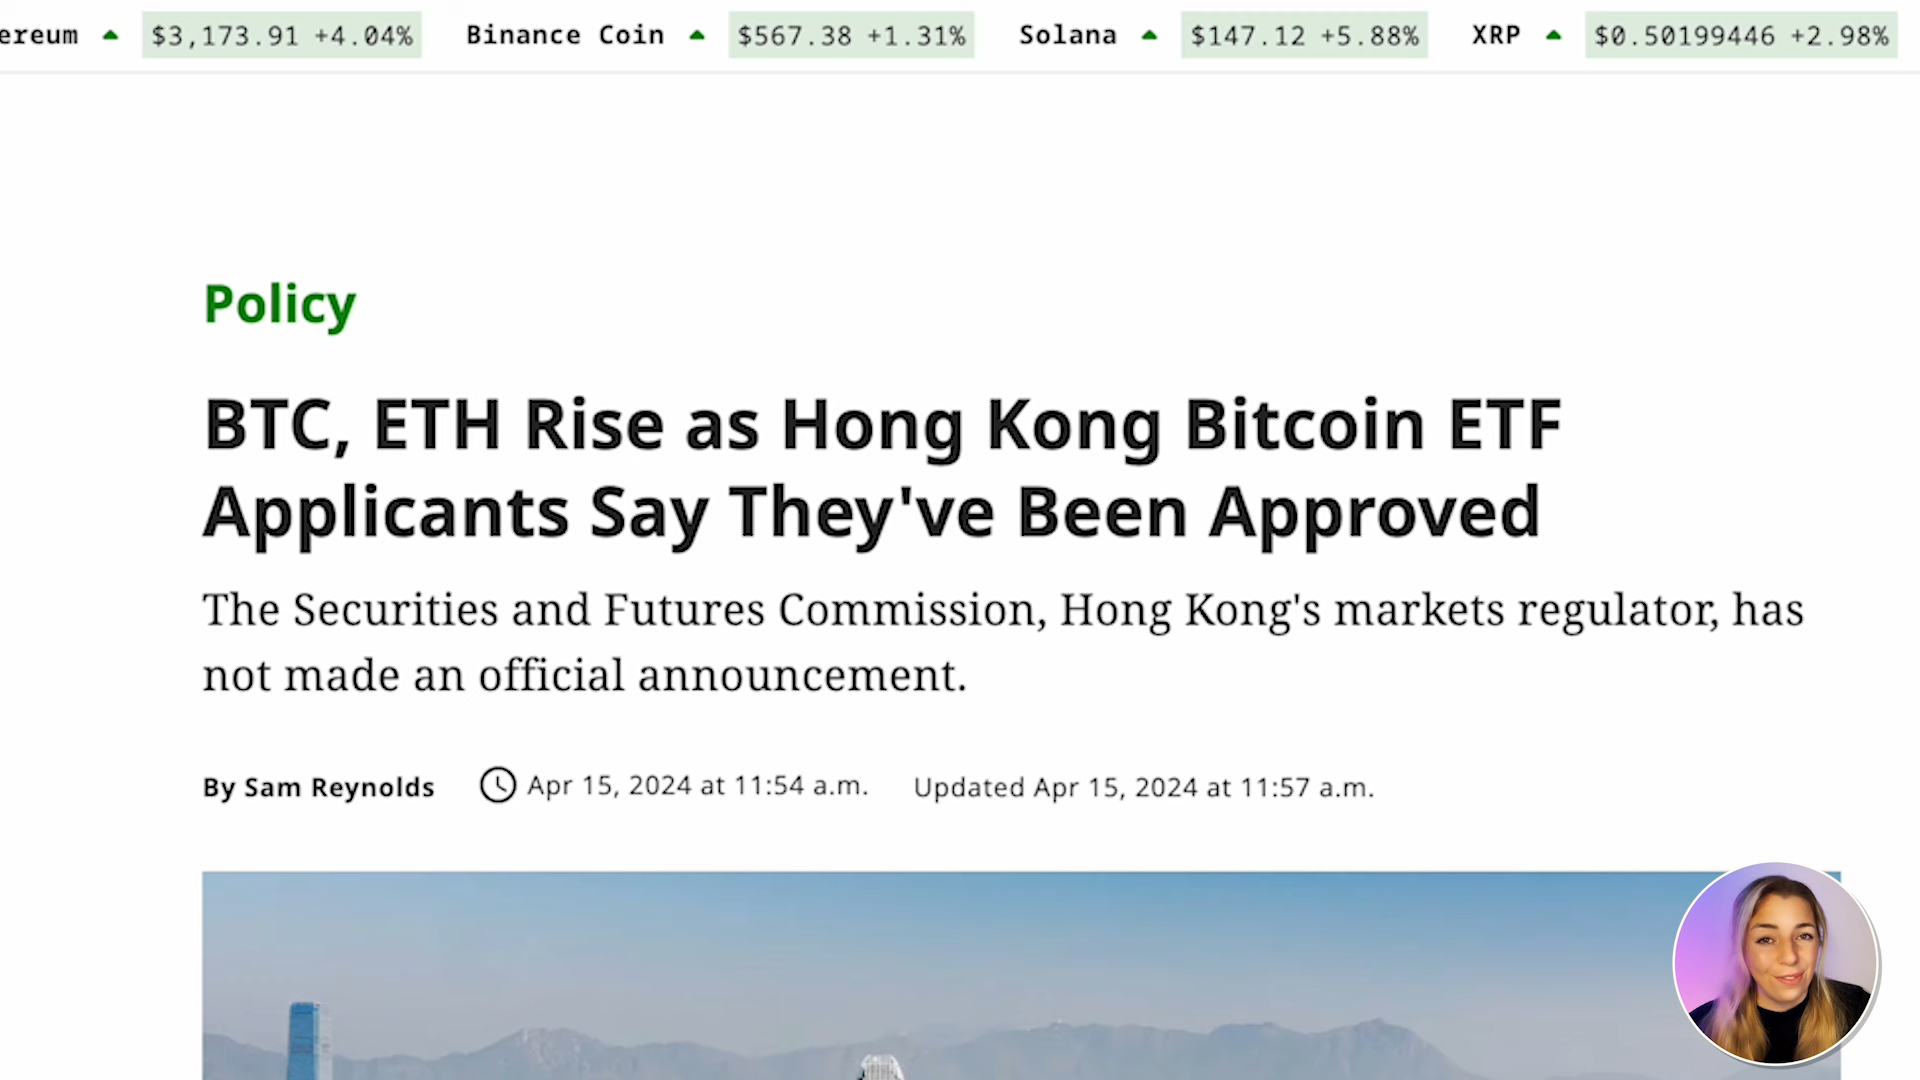 ereum ▲ $3,173.91 +4.04% Binance Coin ▲ $567.38 +1.31% Solana ▲ $147.12 +5.88% XRP ▲ $0.50199446 +2.98%
Policy
BTC, ETH Rise as Hong Kong Bitcoin ETF
Applicants Say They've Been Approved
The Securities and Futures Commission, Hong Kong's markets regulator, has
not made an official announcement.
By Sam Reynolds Apr 15, 2024 at 11:54 a.m. Updated Apr 15, 2024 at 11:57 a.m.